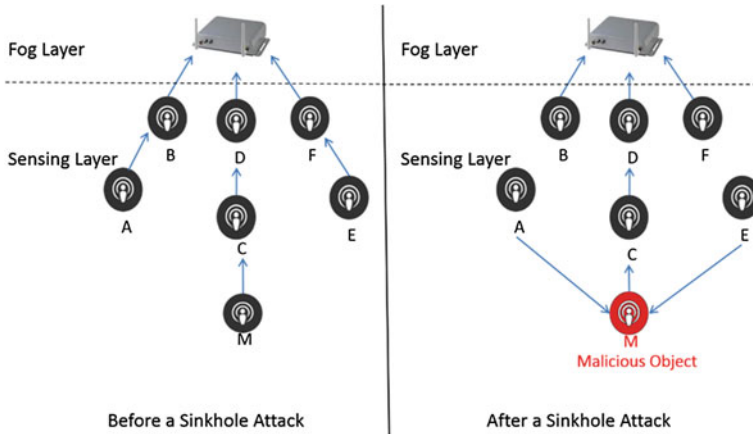 Fog Layer
Sensing Layer
B
D
F
A
C
E
M
Before a Sinkhole Attack
Fog Layer
Sensing Layer
B
D
F
A
C
E
M
Malicious Object
After a Sinkhole Attack